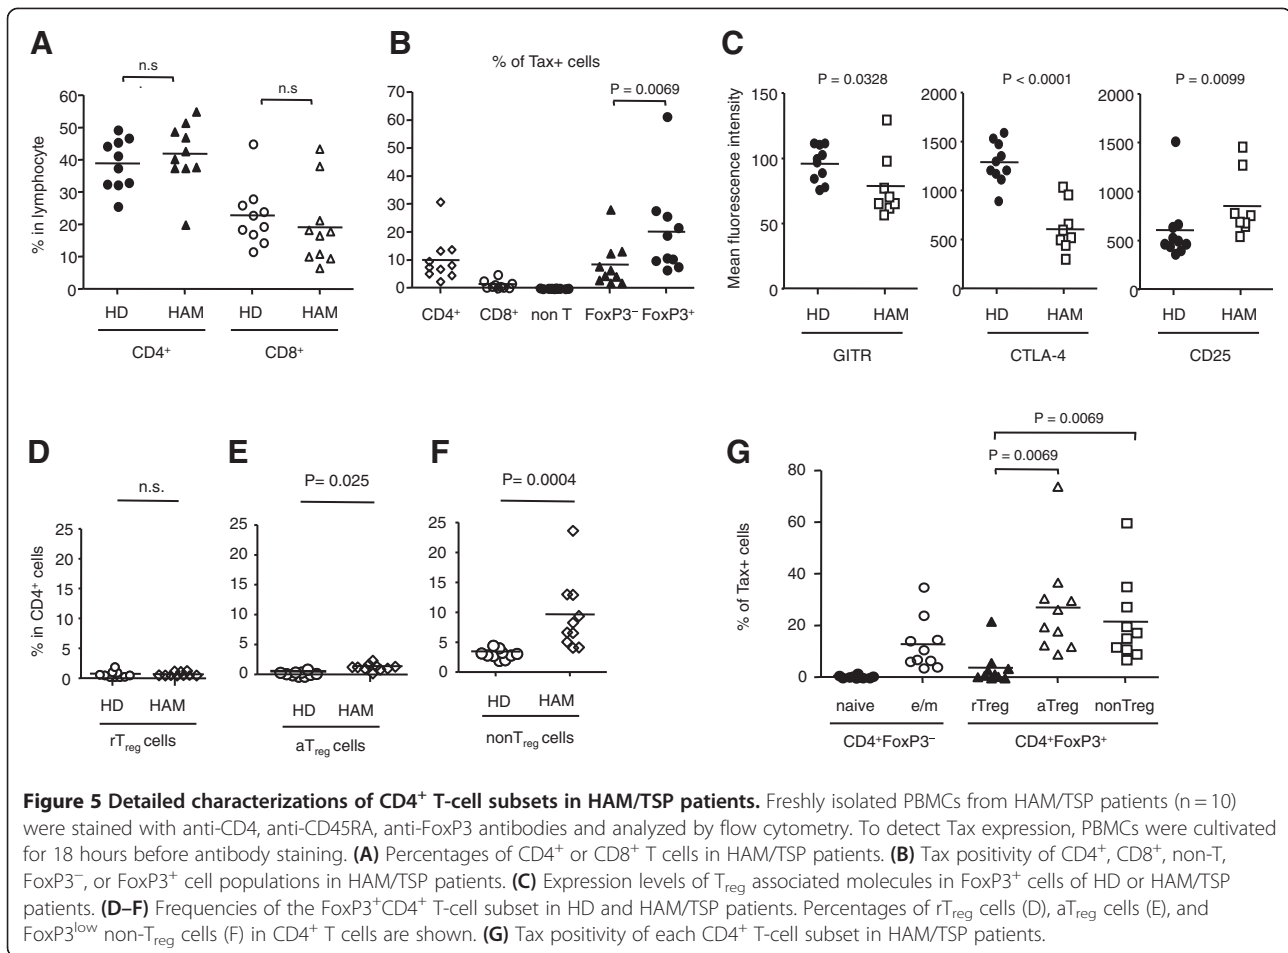 A
n.s
n.s
% in lymphocyte
60
50
40
30
20
10
0
HD HAM HD HAM
CD4⁺ CD8⁺
B
% of Tax+ cells
P = 0.0069
70
60
50
40
30
20
10
0
CD4⁺ CD8⁺ non T FoxP3⁻ FoxP3⁺
C
Mean fluorescence intensity
P = 0.0328
150
100
50
0
HD HAM
GITR
P < 0.0001
2000
1500
1000
500
0
HD HAM
CTLA-4
P = 0.0099
2000
1500
1000
500
0
HD HAM
CD25
D
n.s.
% in CD4⁺ cells
25
20
15
10
5
0
HD HAM
rTreg cells
E
P= 0.025
25
20
15
10
5
0
HD HAM
aTreg cells
F
P= 0.0004
25
20
15
10
5
0
HD HAM
nonTreg cells
G
P = 0.0069
P = 0.0069
% of Tax+ cells
80
60
40
20
0
naive e/m rTreg aTreg nonTreg
CD4⁺FoxP3⁻ CD4⁺FoxP3⁺
Figure 5 Detailed characterizations of CD4⁺ T-cell subsets in HAM/TSP patients. Freshly isolated PBMCs from HAM/TSP patients (n = 10)
were stained with anti-CD4, anti-CD45RA, anti-FoxP3 antibodies and analyzed by flow cytometry. To detect Tax expression, PBMCs were cultivated
for 18 hours before antibody staining. (A) Percentages of CD4⁺ or CD8⁺ T cells in HAM/TSP patients. (B) Tax positivity of CD4⁺, CD8⁺, non-T,
FoxP3⁻, or FoxP3⁺ cell populations in HAM/TSP patients. (C) Expression levels of Treg associated molecules in FoxP3⁺ cells of HD or HAM/TSP
patients. (D–F) Frequencies of the FoxP3⁺CD4⁺ T-cell subset in HD and HAM/TSP patients. Percentages of rTreg cells (D), aTreg cells (E), and
FoxP3low non-Treg cells (F) in CD4⁺ T cells are shown. (G) Tax positivity of each CD4⁺ T-cell subset in HAM/TSP patients.